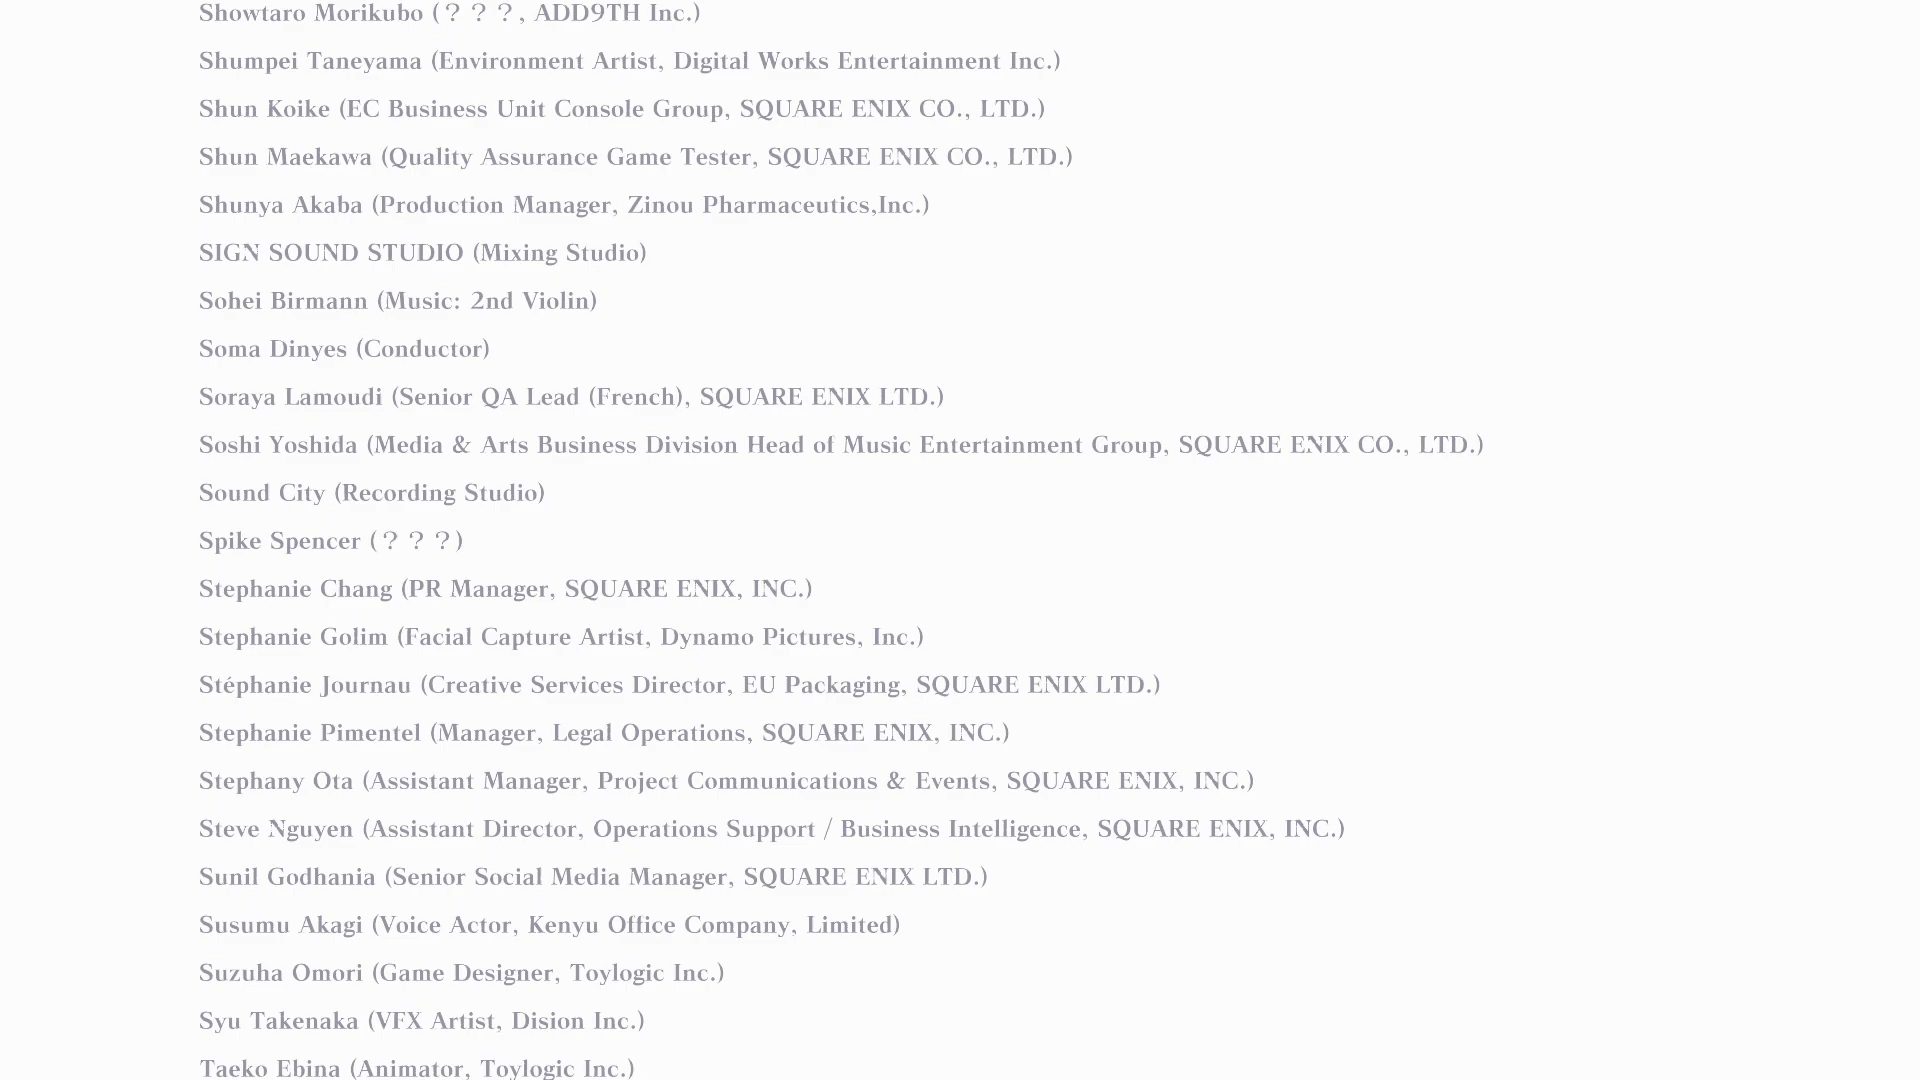 Showtaro Morikubo (？？？, ADD9TH Inc.)
Shumpei Taneyama (Environment Artist, Digital Works Entertainment Inc.)
Shun Koike (EC Business Unit Console Group, SQUARE ENIX CO., LTD.)
Shun Maekawa (Quality Assurance Game Tester, SQUARE ENIX CO., LTD.)
Shunya Akaba (Production Manager, Zinou Pharmaceutics,Inc.)
SIGN SOUND STUDIO (Mixing Studio)
Sohei Birmann (Music: 2nd Violin)
Soma Dinyes (Conductor)
Soraya Lamoudi (Senior QA Lead (French), SQUARE ENIX LTD.)
Soshi Yoshida (Media & Arts Business Division Head of Music Entertainment Group, SQUARE ENIX CO., LTD.)
Sound City (Recording Studio)
Spike Spencer (？？？)
Stephanie Chang (PR Manager, SQUARE ENIX, INC.)
Stephanie Golim (Facial Capture Artist, Dynamo Pictures, Inc.)
Stéphanie Journau (Creative Services Director, EU Packaging, SQUARE ENIX LTD.)
Stephanie Pimentel (Manager, Legal Operations, SQUARE ENIX, INC.)
Stephany Ota (Assistant Manager, Project Communications & Events, SQUARE ENIX, INC.)
Steve Nguyen (Assistant Director, Operations Support / Business Intelligence, SQUARE ENIX, INC.)
Sunil Godhania (Senior Social Media Manager, SQUARE ENIX LTD.)
Susumu Akagi (Voice Actor, Kenyu Office Company, Limited)
Suzuha Omori (Game Designer, Toylogic Inc.)
Syu Takenaka (VFX Artist, Dision Inc.)
Taeko Ebina (Animator, Toylogic Inc.)